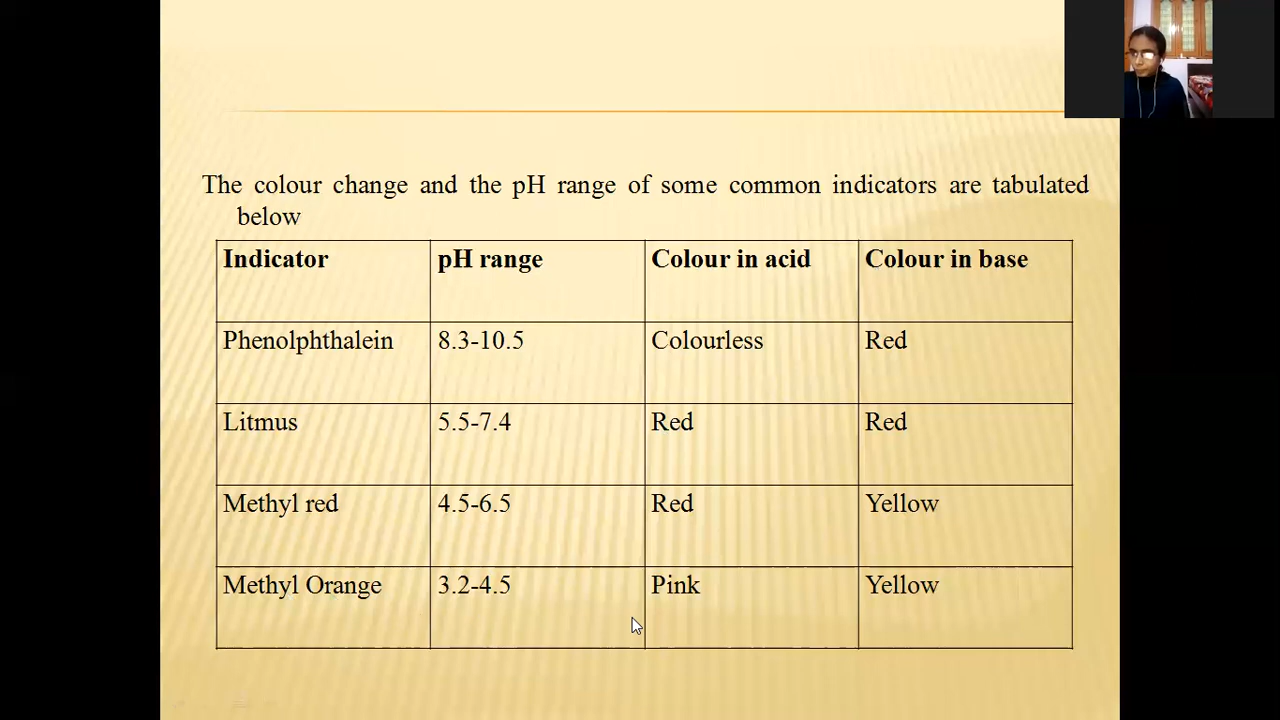 The colour change and the pH range of some common indicators are tabulated
below
Indicator pH range Colour in acid Colour in base
Phenolphthalein 8.3-10.5 Colourless Red
Litmus 5.5-7.4 Red Red
Methyl red 4.5-6.5 Red Yellow
Methyl Orange 3.2-4.5 Pink Yellow